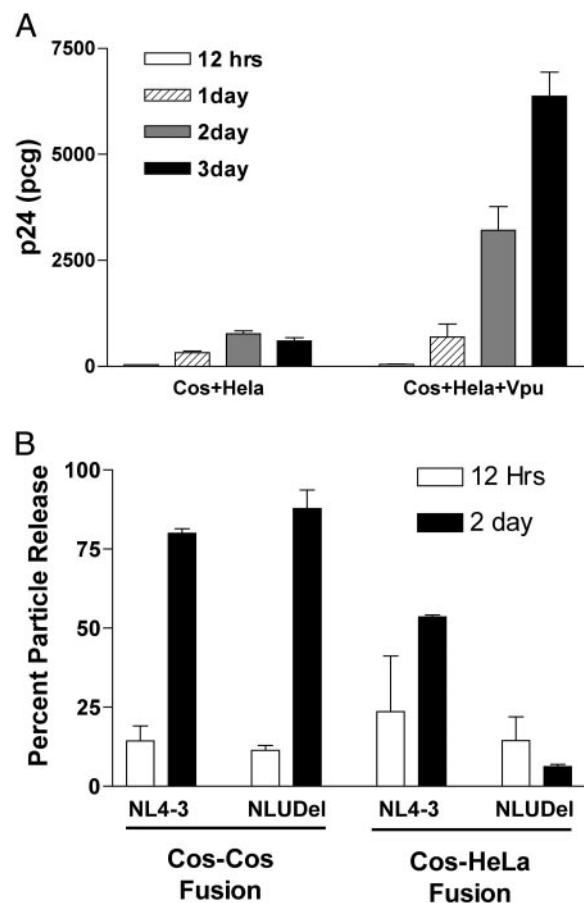 A
7500
5000
2500
0
p24 (pcg)
12 hrs
1day
2day
3day
Cos+Hela
Cos+Hela+Vpu
B
100
75
50
25
0
Percent Particle Release
12 Hrs
2 day
NL4-3
NLUDel
NL4-3
NLUDel
Cos-Cos
Fusion
Cos-HeLa
Fusion